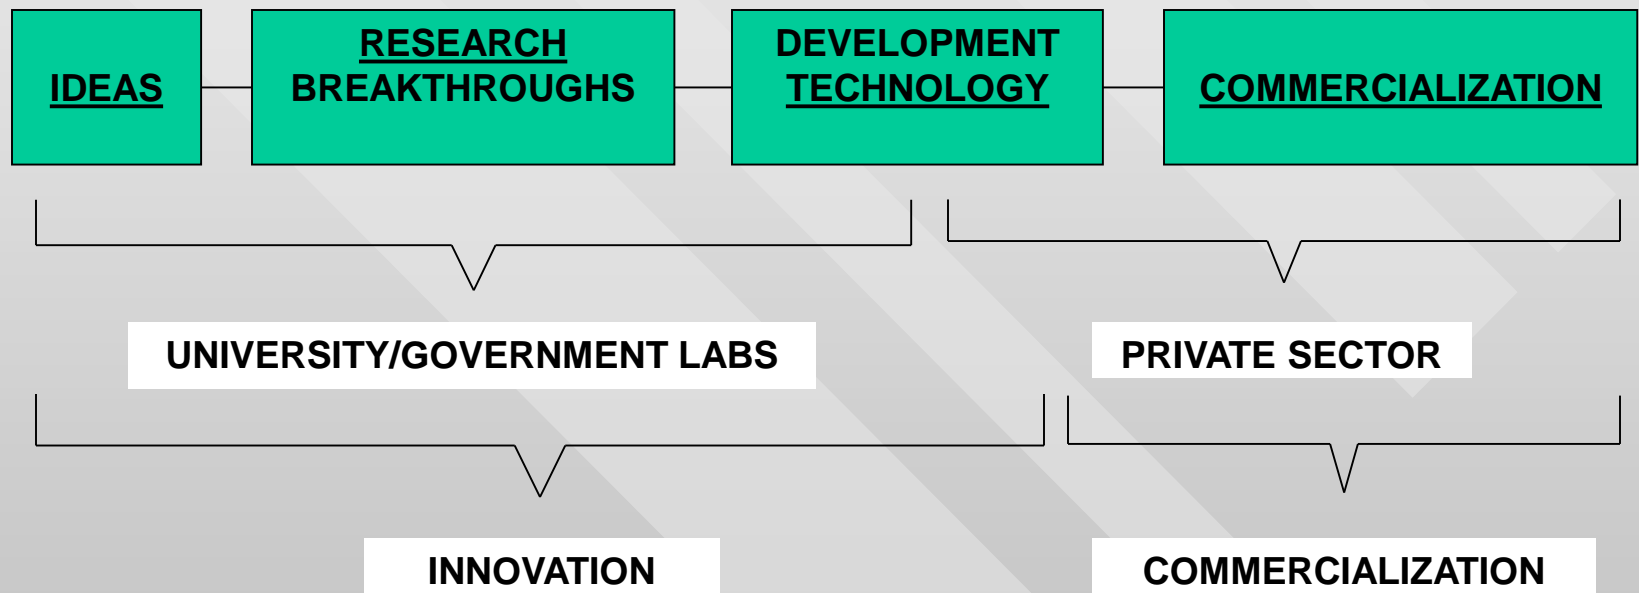 IDEAS
RESEARCH
BREAKTHROUGHS
DEVELOPMENT
TECHNOLOGY
COMMERCIALIZATION
UNIVERSITY/GOVERNMENT LABS
PRIVATE SECTOR
INNOVATION
COMMERCIALIZATION